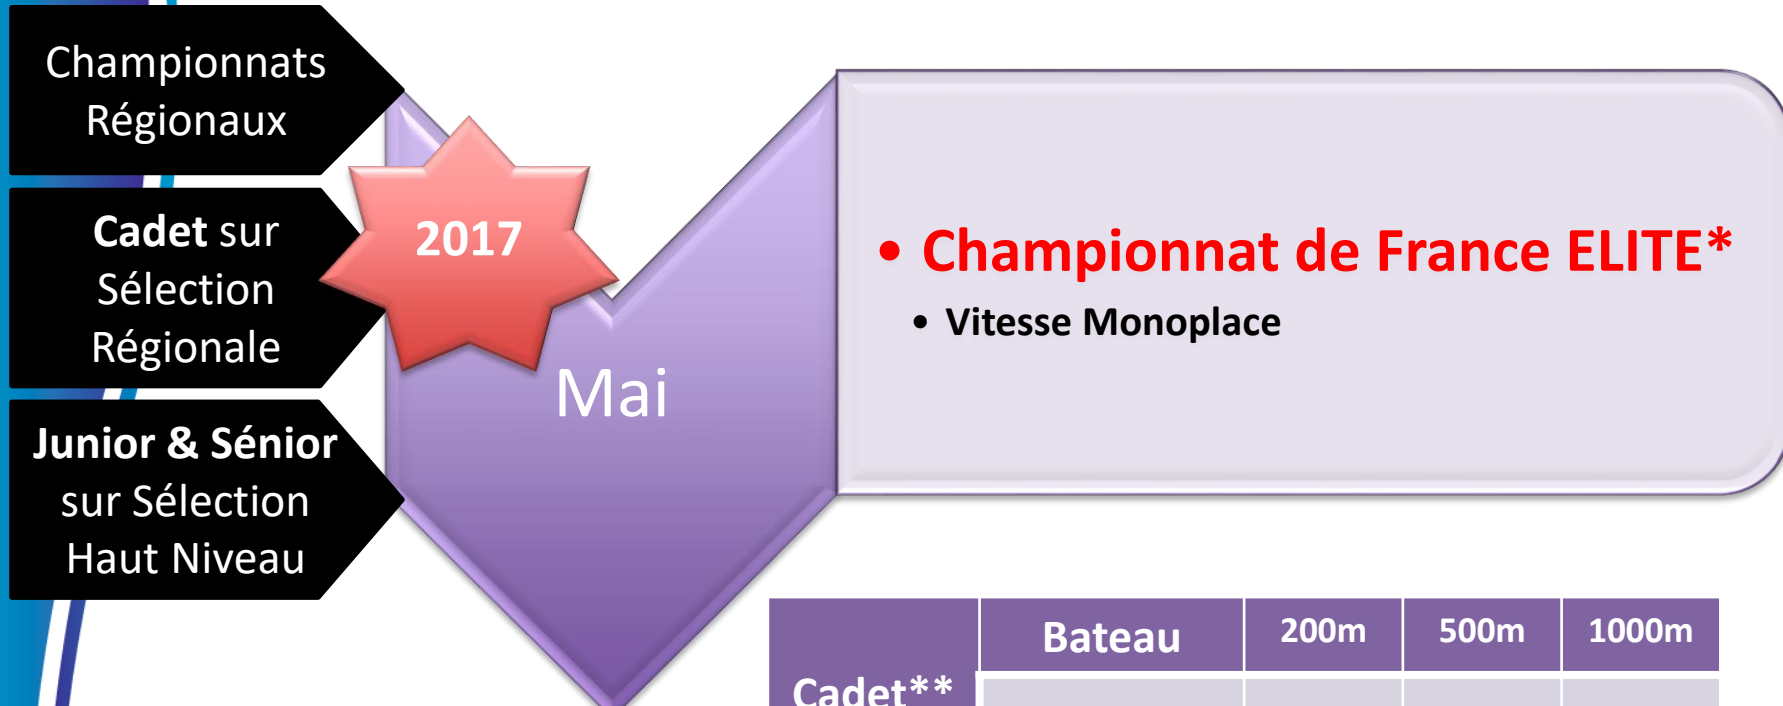 Championnats
Régionaux
Cadet sur
Sélection
Régionale
Junior & Sénior
sur Sélection
Haut Niveau
2017
Mai
• Championnat de France ELITE*
• Vitesse Monoplace
Bateau 200m 500m 1000m
Cadet**